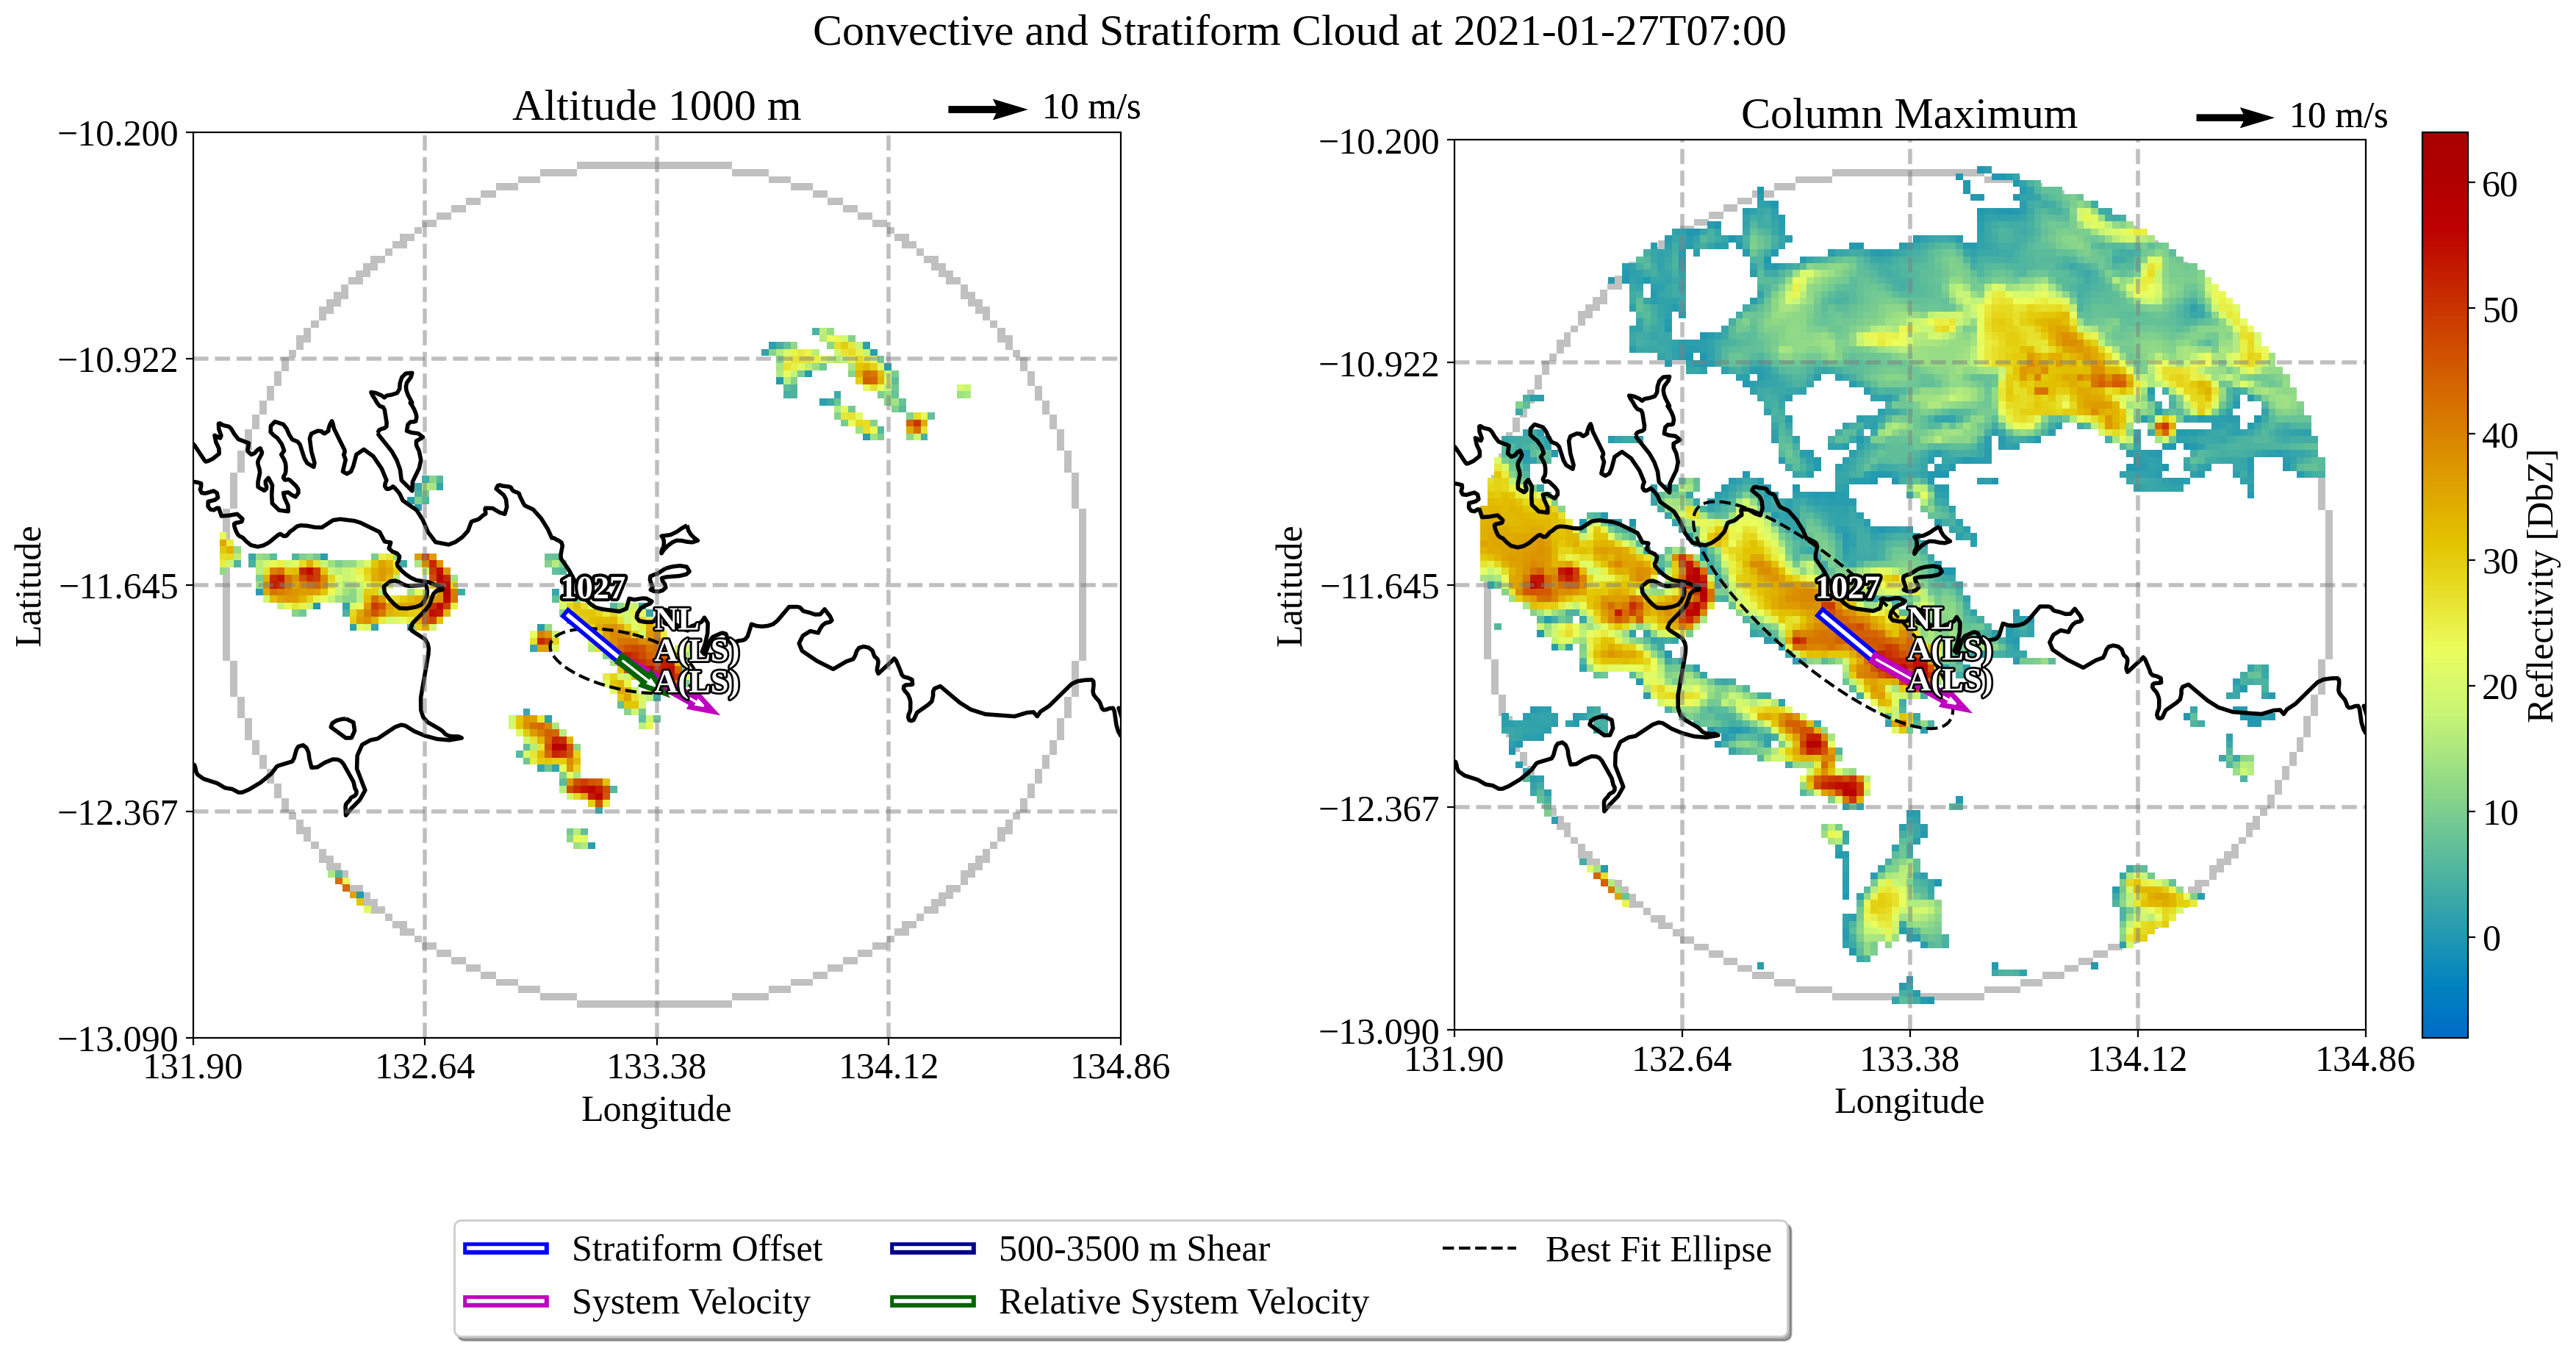 Convective and Stratiform Cloud at 2021-01-27T07:00
Altitude 1000 m
10 m/s
−10.200
−10.922
−11.645
−12.367
−13.090
131.90
132.64
133.38
134.12
134.86
Latitude
Longitude
1027
NL
A(LS)
A(LS)
Column Maximum
10 m/s
−10.200
−10.922
−11.645
−12.367
−13.090
131.90
132.64
133.38
134.12
134.86
Latitude
Longitude
1027
NL
A(LS)
A(LS)
60
50
40
30
20
10
0
Reflectivity [DbZ]
Stratiform Offset
System Velocity
500-3500 m Shear
Relative System Velocity
Best Fit Ellipse